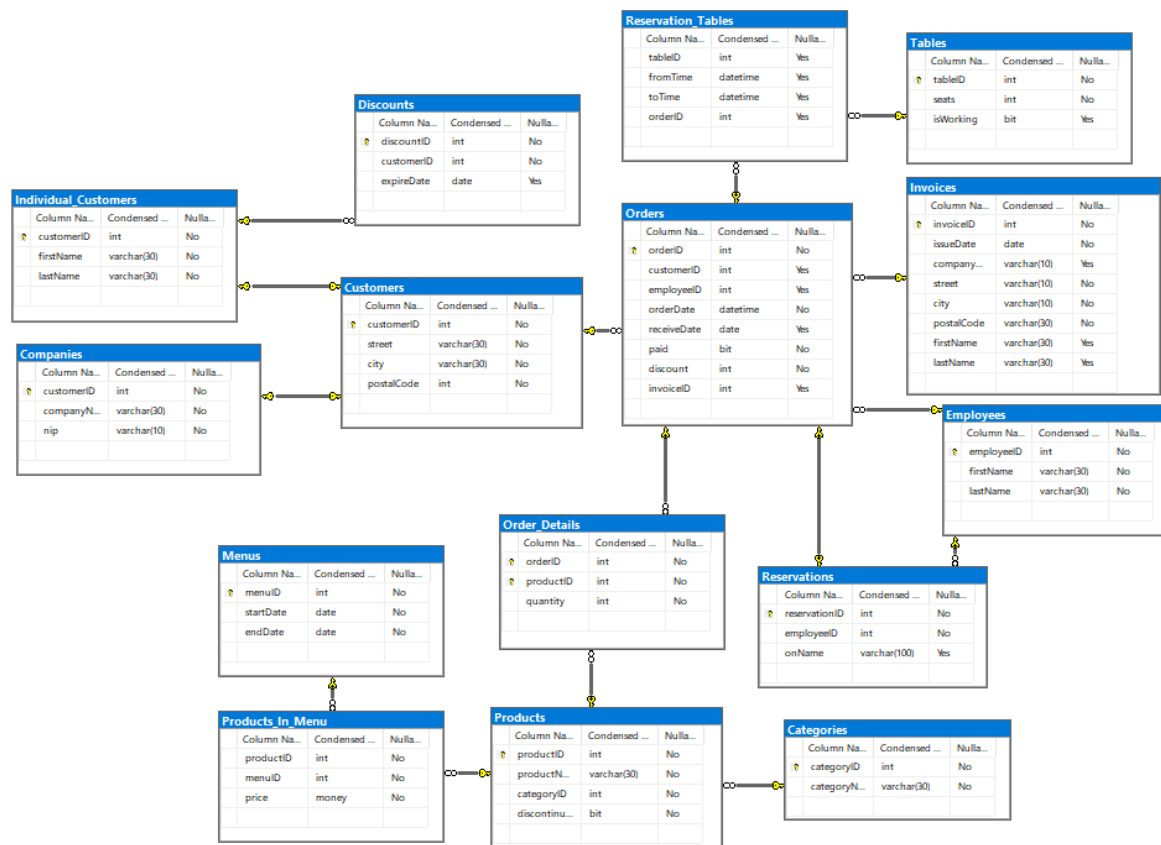 Reservation_Tables
Column Na... Condensed ... Nulla...
tableID int Yes
fromTime datetime Yes
toTime datetime Yes
orderID int Yes
Tables
Column Na... Condensed ... Nulla...
tableID int No
seats int No
isWorking bit Yes
Discounts
Column Na... Condensed ... Nulla...
discountID int No
customerID int No
expireDate date Yes
Individual_Customers
Column Na... Condensed ... Nulla...
customerID int No
firstName varchar(30) No
lastName varchar(30) No
Invoices
Column Na... Condensed ... Nulla...
invoiceID int No
issueDate date No
company... varchar(10) Yes
street varchar(10) No
city varchar(10) No
postalCode varchar(30) No
firstName varchar(30) Yes
lastName varchar(30) Yes
Orders
Column Na... Condensed ... Nulla...
orderID int No
customerID int Yes
employeeID int Yes
orderDate datetime No
receiveDate date Yes
paid bit No
discount int No
invoiceID int Yes
Customers
Column Na... Condensed ... Nulla...
customerID int No
street varchar(30) No
city varchar(30) No
postalCode int No
Companies
Column Na... Condensed ... Nulla...
customerID int No
companyN... varchar(30) No
nip varchar(10) No
Employees
Column Na... Condensed ... Nulla...
employeeID int No
firstName varchar(30) No
lastName varchar(30) No
Order_Details
Column Na... Condensed ... Nulla...
orderID int No
productID int No
quantity int No
Menus
Column Na... Condensed ... Nulla...
menuID int No
startDate date No
endDate date No
Reservations
Column Na... Condensed ... Nulla...
reservationID int No
employeeID int No
onName varchar(100) Yes
Products_In_Menu
Column Na... Condensed ... Nulla...
productID int No
menuID int No
price money No
Products
Column Na... Condensed ... Nulla...
productID int No
productN... varchar(30) No
categoryID int No
discontinu... bit No
Categories
Column Na... Condensed ... Nulla...
categoryID int No
categoryN... varchar(30) No